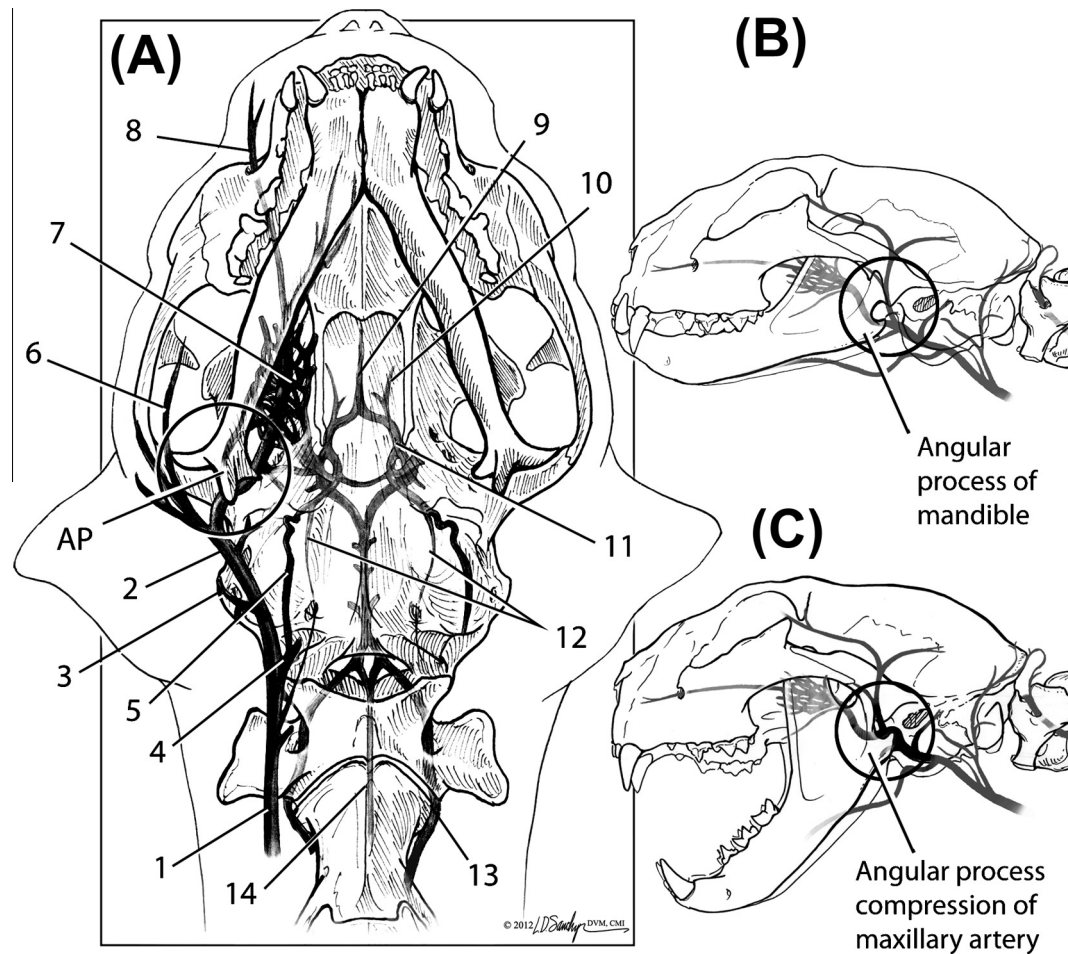 (A)
(B)
8
9
10
7
6
Angular
process of
mandible
AP
11
(C)
2
12
3
5
4
1
14
13
Angular process
compression of
maxillary artery
© 2012 DVM, CMI